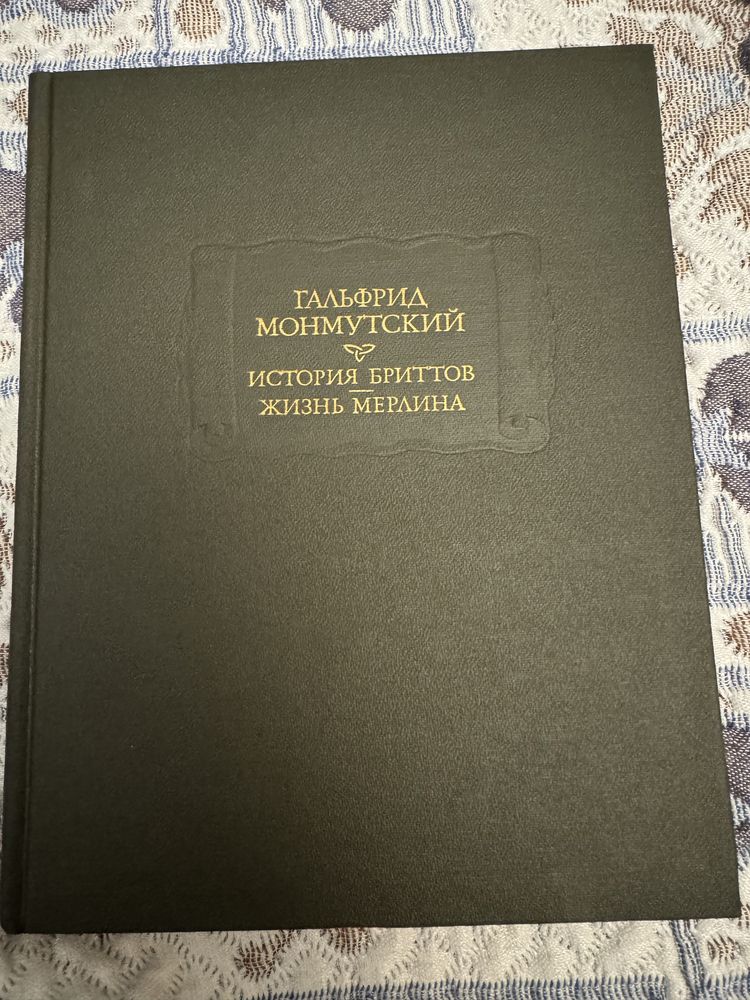 ГАЛЬФРИД
МОНМУТСКИЙ
ИСТОРИЯ БРИТТОВ
ЖИЗНЬ МЕРЛИНА